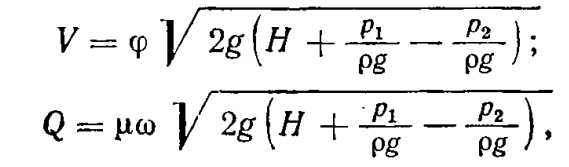 V = φ √(2g(H + p₁/ρg − p₂/ρg));
Q = μω √(2g(H + p₁/ρg − p₂/ρg)),